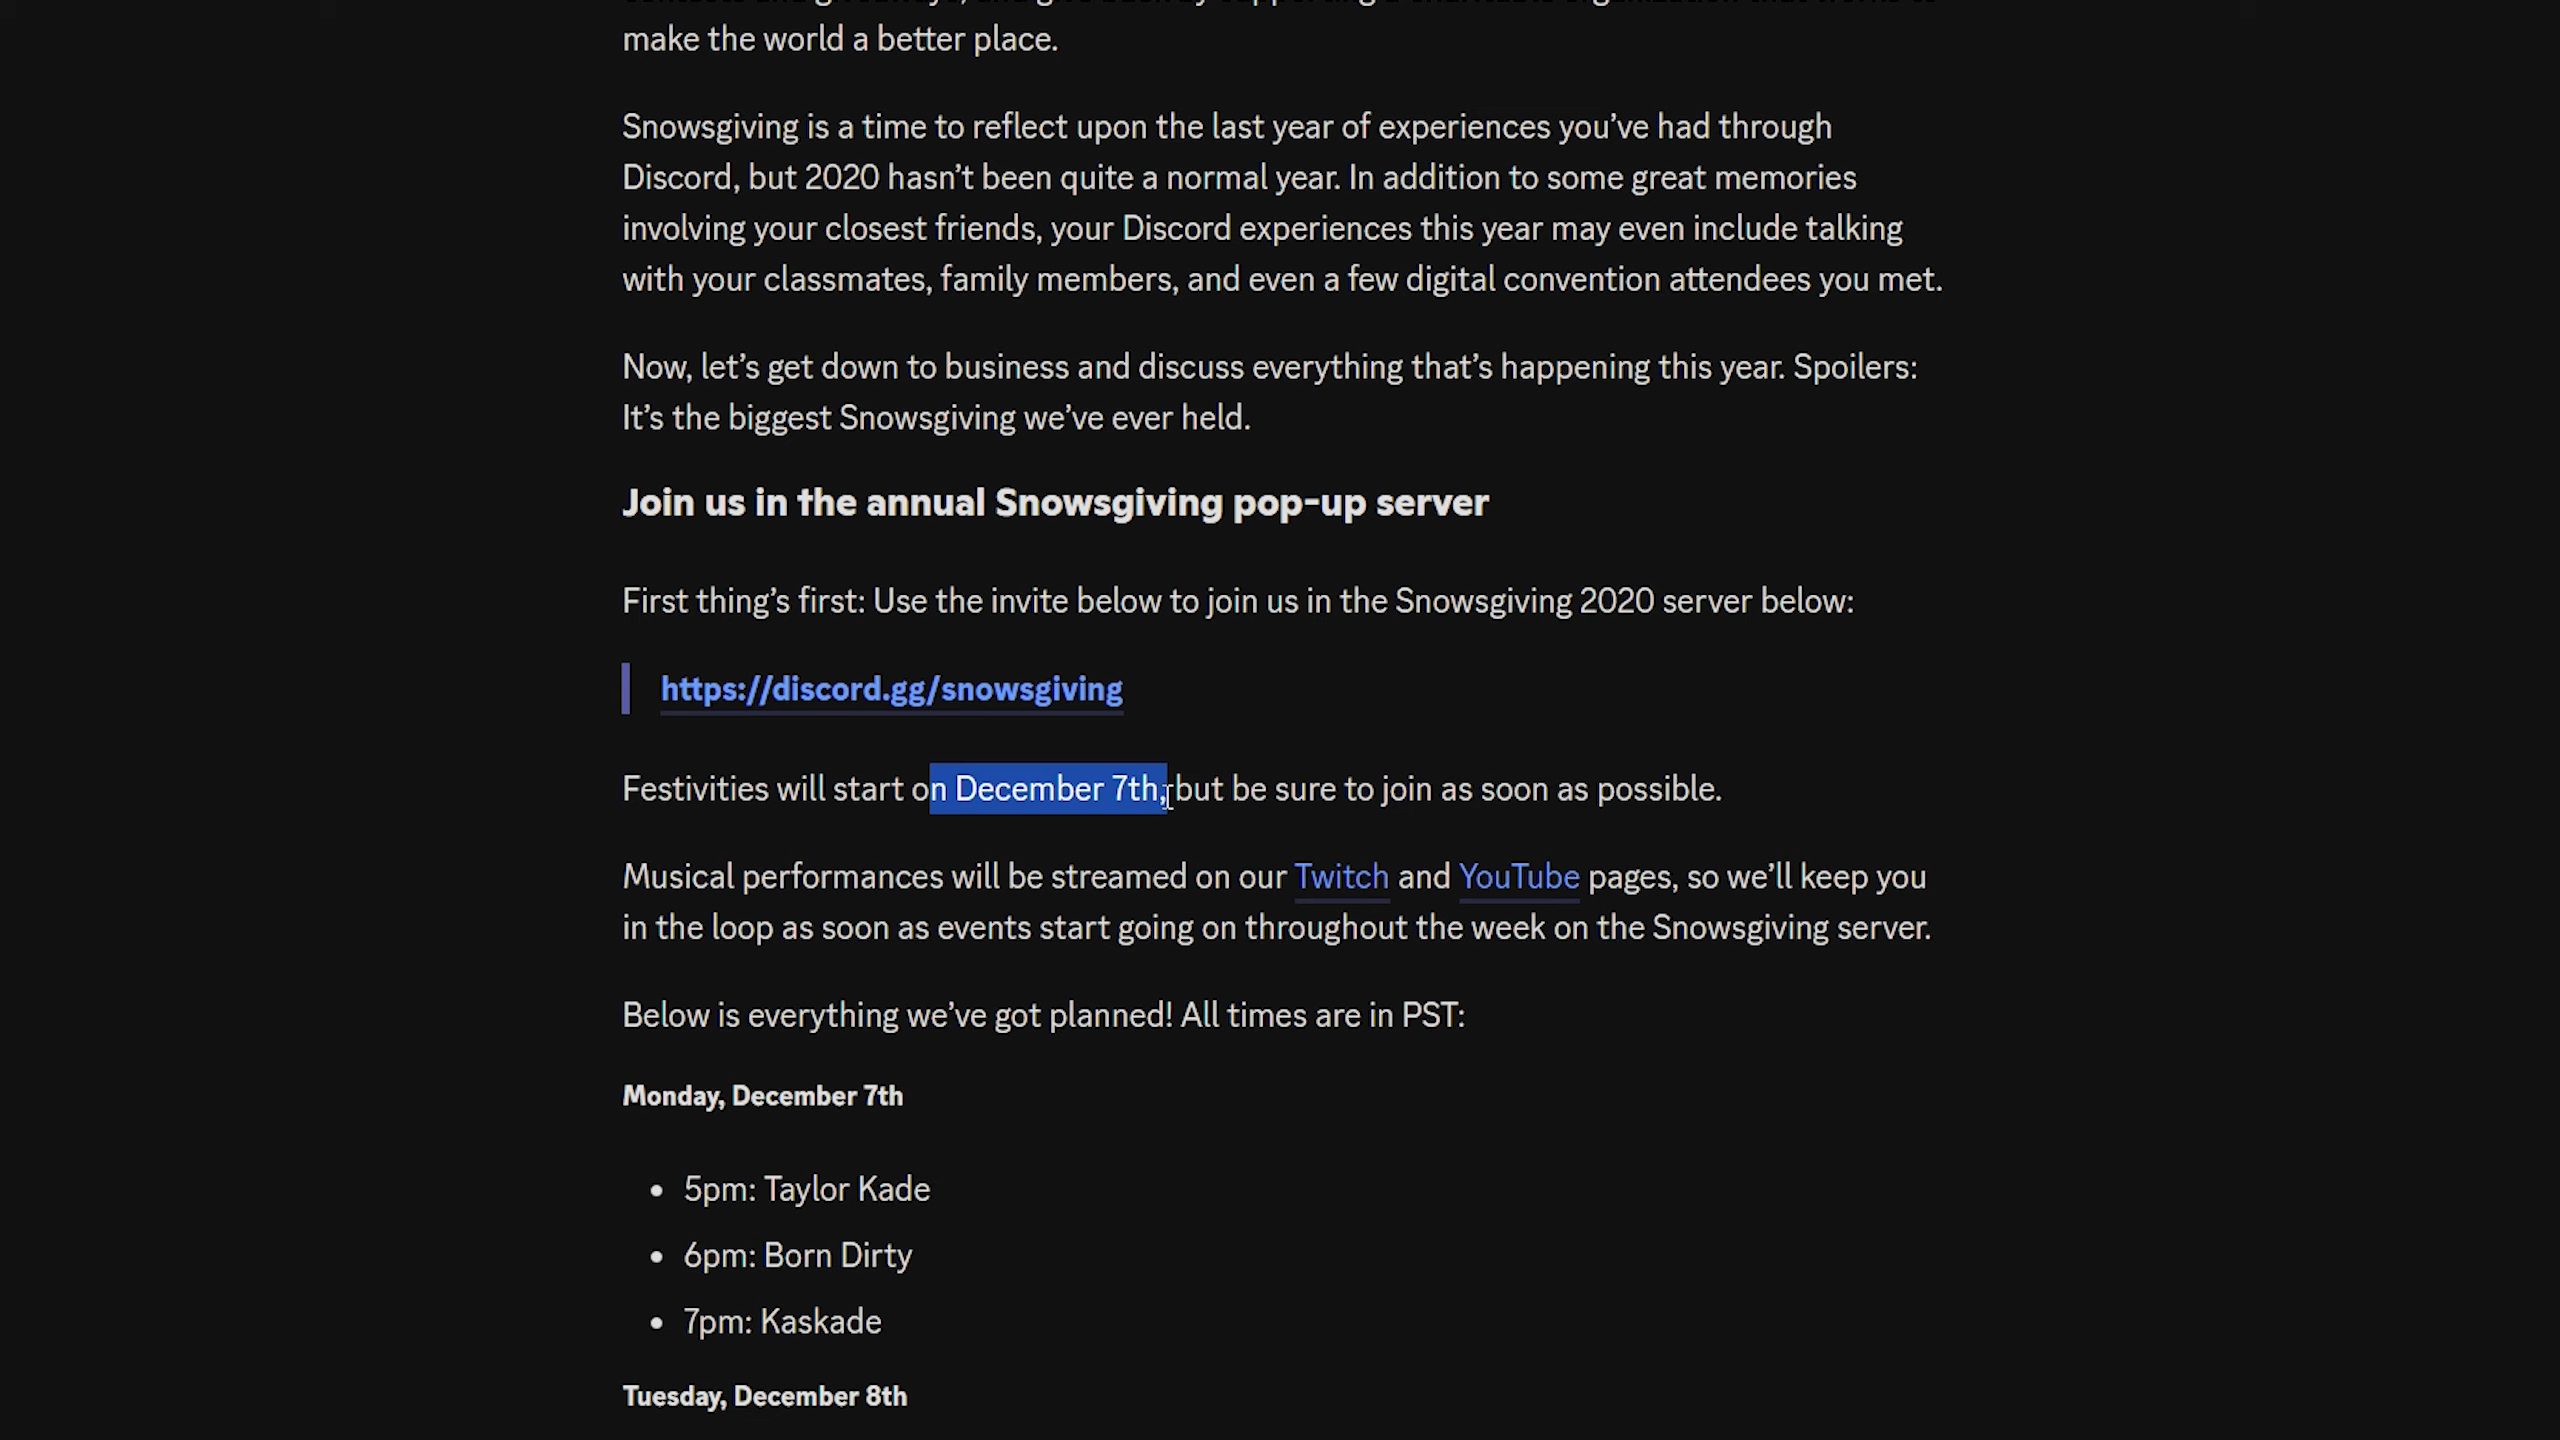 make the world a better place.
Snowsgiving is a time to reflect upon the last year of experiences you’ve had through
Discord, but 2020 hasn’t been quite a normal year. In addition to some great memories
involving your closest friends, your Discord experiences this year may even include talking
with your classmates, family members, and even a few digital convention attendees you met.
Now, let’s get down to business and discuss everything that’s happening this year. Spoilers:
It’s the biggest Snowsgiving we’ve ever held.
Join us in the annual Snowsgiving pop-up server
First thing’s first: Use the invite below to join us in the Snowsgiving 2020 server below:
https://discord.gg/snowsgiving
Festivities will start on December 7th, but be sure to join as soon as possible.
Musical performances will be streamed on our Twitch and YouTube pages, so we’ll keep you
in the loop as soon as events start going on throughout the week on the Snowsgiving server.
Below is everything we’ve got planned! All times are in PST:
Monday, December 7th
• 5pm: Taylor Kade
• 6pm: Born Dirty
• 7pm: Kaskade
Tuesday, December 8th